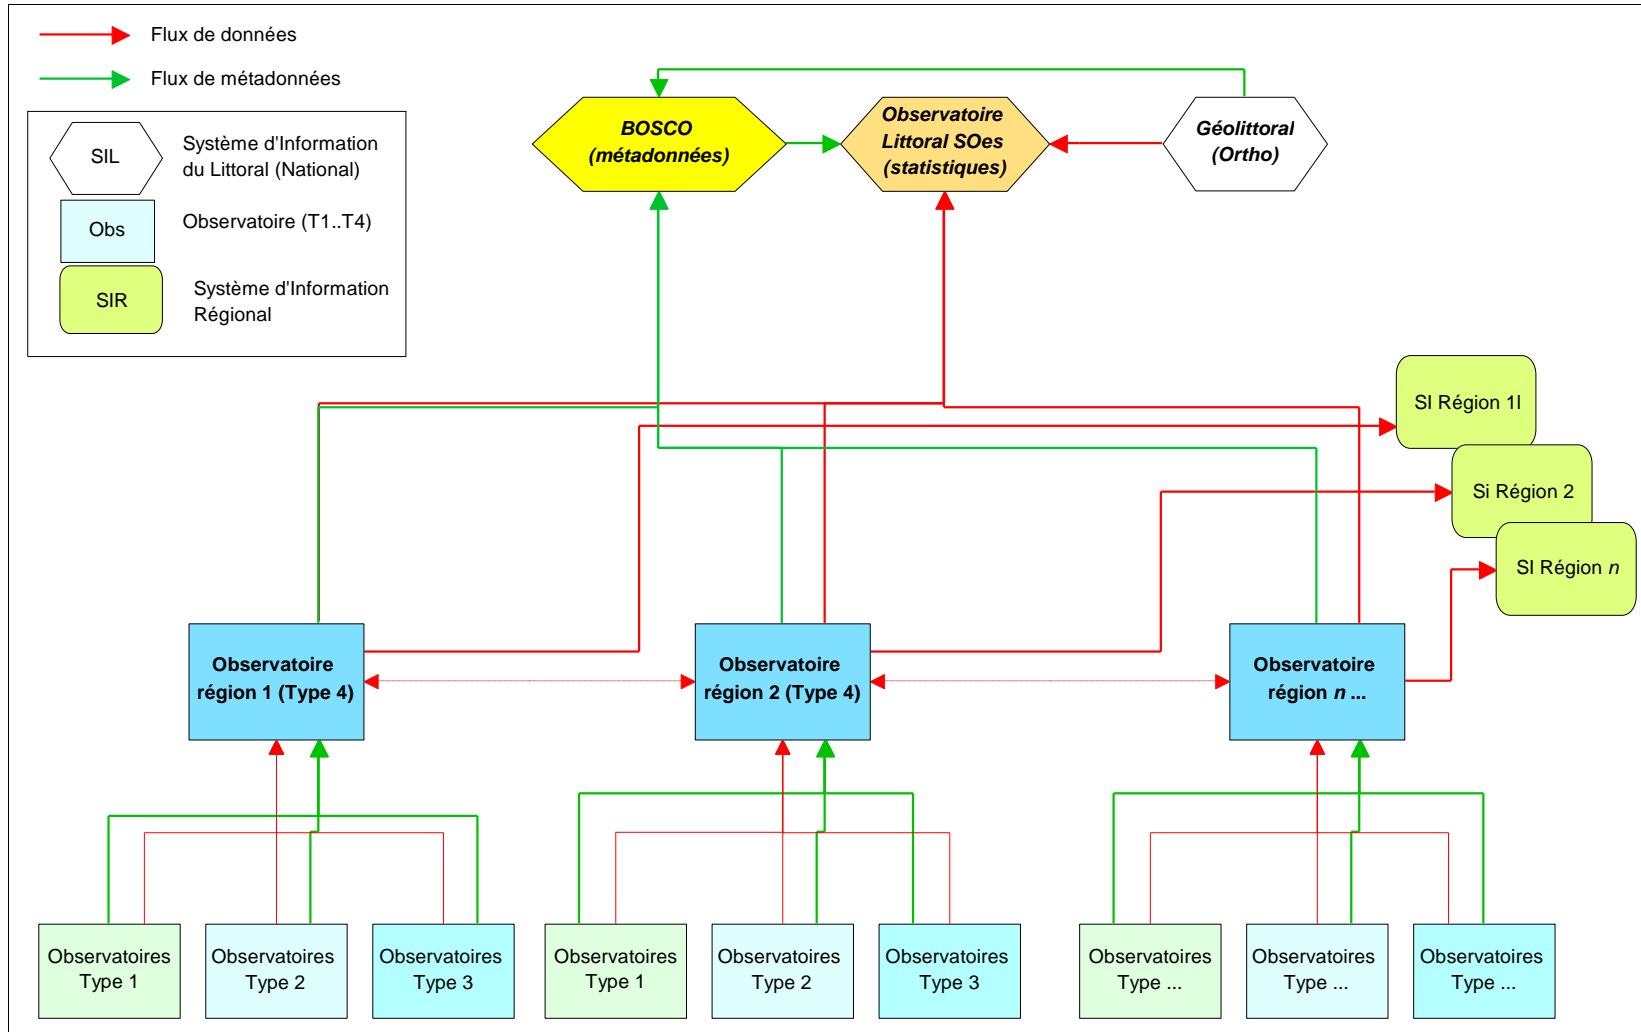 Flux de données
Flux de métadonnées
SIL
Système d'Information
du Littoral (National)
Obs
Observatoire (T1..T4)
SIR
Système d'Information
Régional
BOSCO
(métadonnées)
Observatoire
Littoral SOes
(statistiques)
Géolittoral
(Ortho)
SI Région 1l
Si Région 2
SI Région n
Observatoire
région 1 (Type 4)
Observatoire
région 2 (Type 4)
Observatoire
région n ...
Observatoires
Type 1
Observatoires
Type 2
Observatoires
Type 3
Observatoires
Type 1
Observatoires
Type 2
Observatoires
Type 3
Observatoires
Type ...
Observatoires
Type ...
Observatoires
Type ...